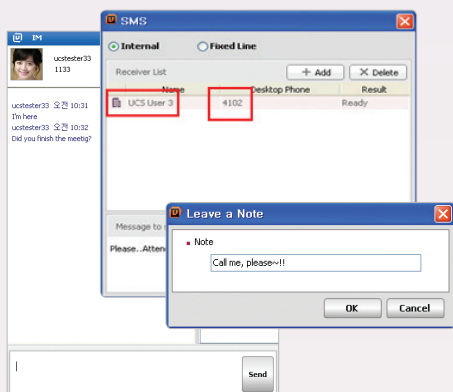 SMS
IM
Internal
Fixed Line
ucstester33
1133
Receiver List
+ Add
Delete
Name
Desktop Phone
Result
UCS User 3
4102
Ready
ucstester33 오전 10:31
I'm here
ucstester33 오전 10:32
Did you finish the meetig?
Leave a Note
Message to
Note
Please..Atten
Call me, please~!!
OK
Cancel
Send